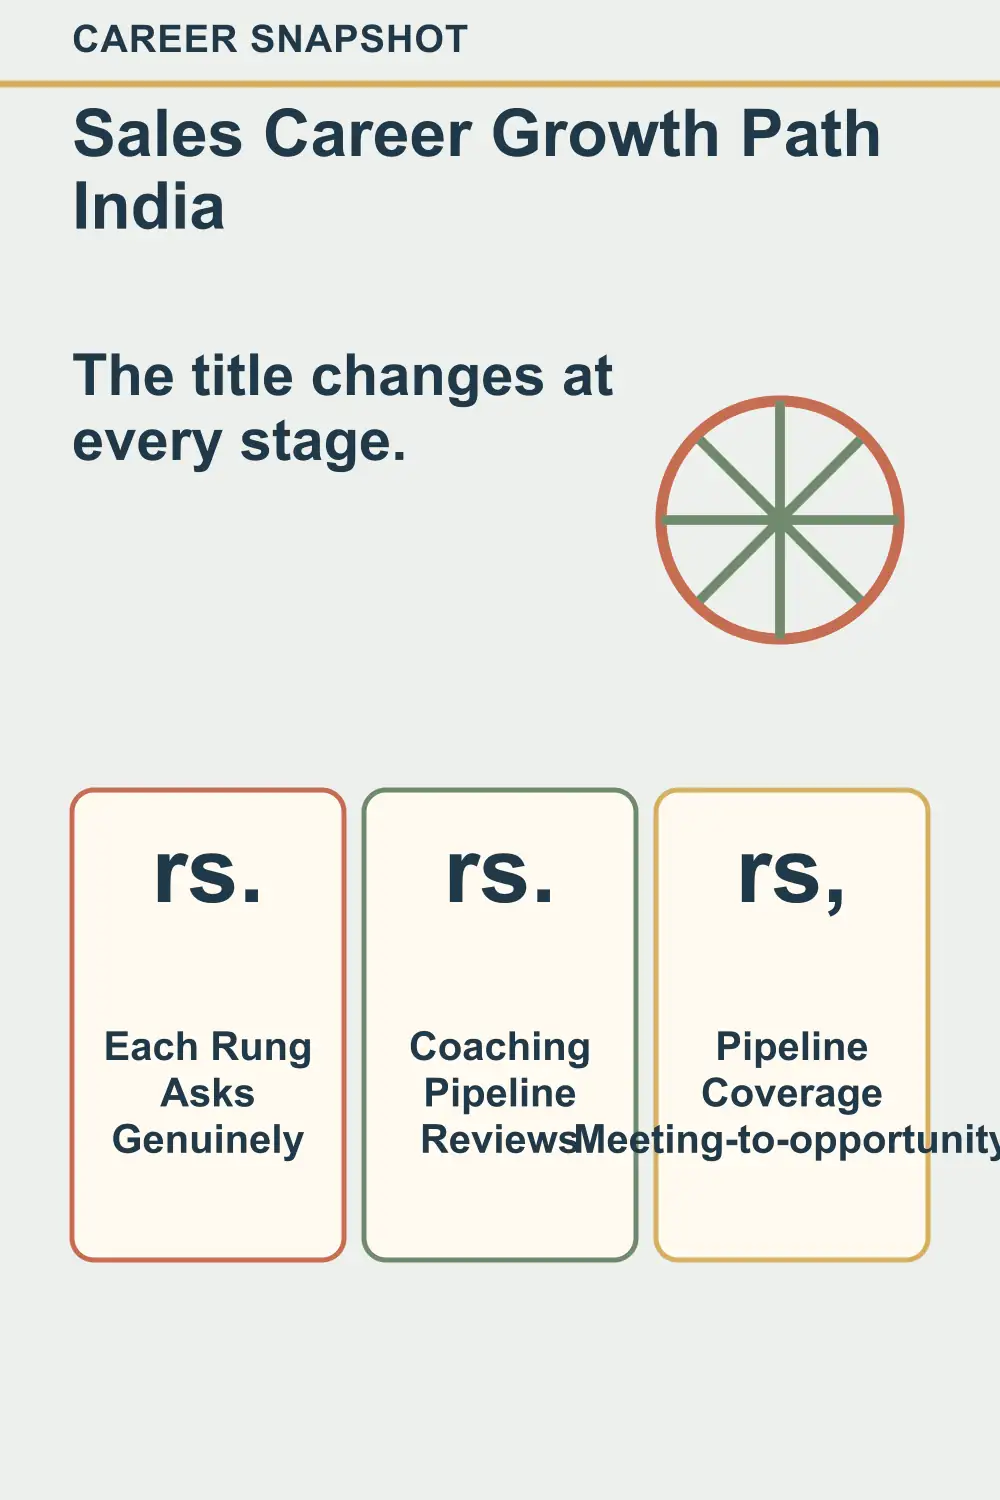 CAREER SNAPSHOT
Sales Career Growth Path
India
The title changes at
every stage.
rs.
Each Rung
Asks
Genuinely
rs.
Coaching
Pipeline
Reviews
rs,
Pipeline
Coverage
Meeting-to-opportunity